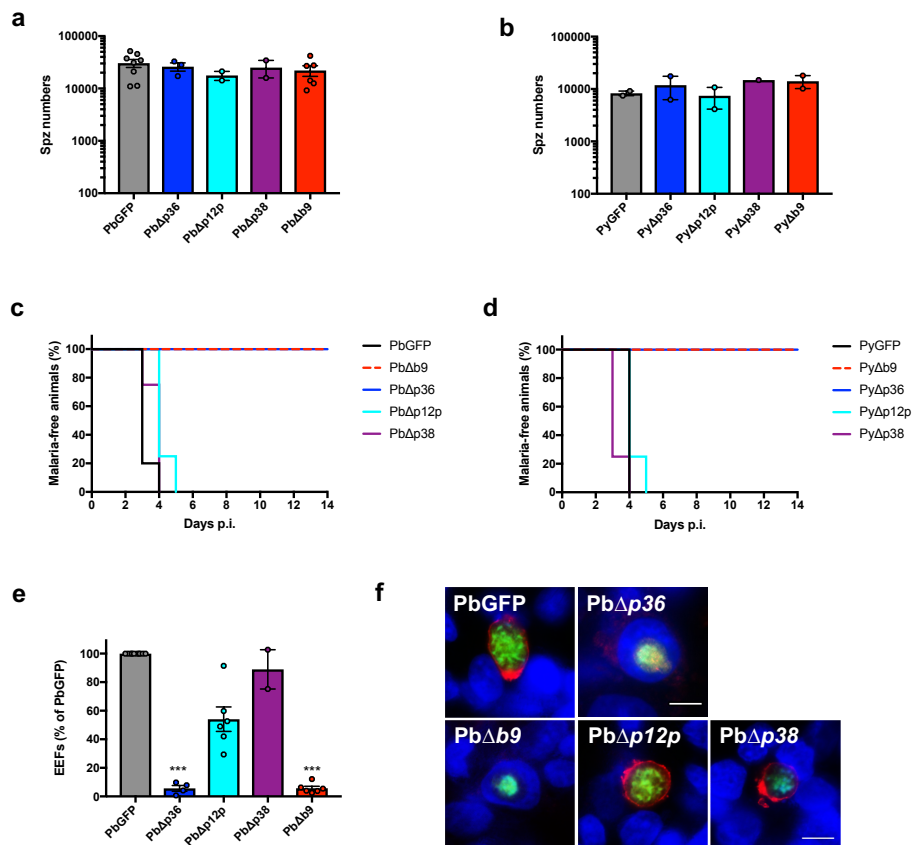 a
Spz numbers
100000
10000
1000
100
PbGFP
PbΔp36
PbΔp12p
PbΔp38
PbΔb9
b
Spz numbers
100000
10000
1000
100
PyGFP
PyΔp36
PyΔp12p
PyΔp38
PyΔb9
c
Malaria-free animals (%)
100
80
60
40
20
0
0 2 4 6 8 10 12 14
Days p.i.
PbGFP
PbΔb9
PbΔp36
PbΔp12p
PbΔp38
d
Malaria-free animals (%)
100
80
60
40
20
0
0 2 4 6 8 10 12 14
Days p.i.
PyGFP
PyΔb9
PyΔp36
PyΔp12p
PyΔp38
e
EEFs (% of PbGFP)
100
80
60
40
20
0
*** ***
PbGFP
PbΔp36
PbΔp12p
PbΔp38
PbΔb9
f
PbGFP PbΔp36
PbΔb9 PbΔp12p PbΔp38